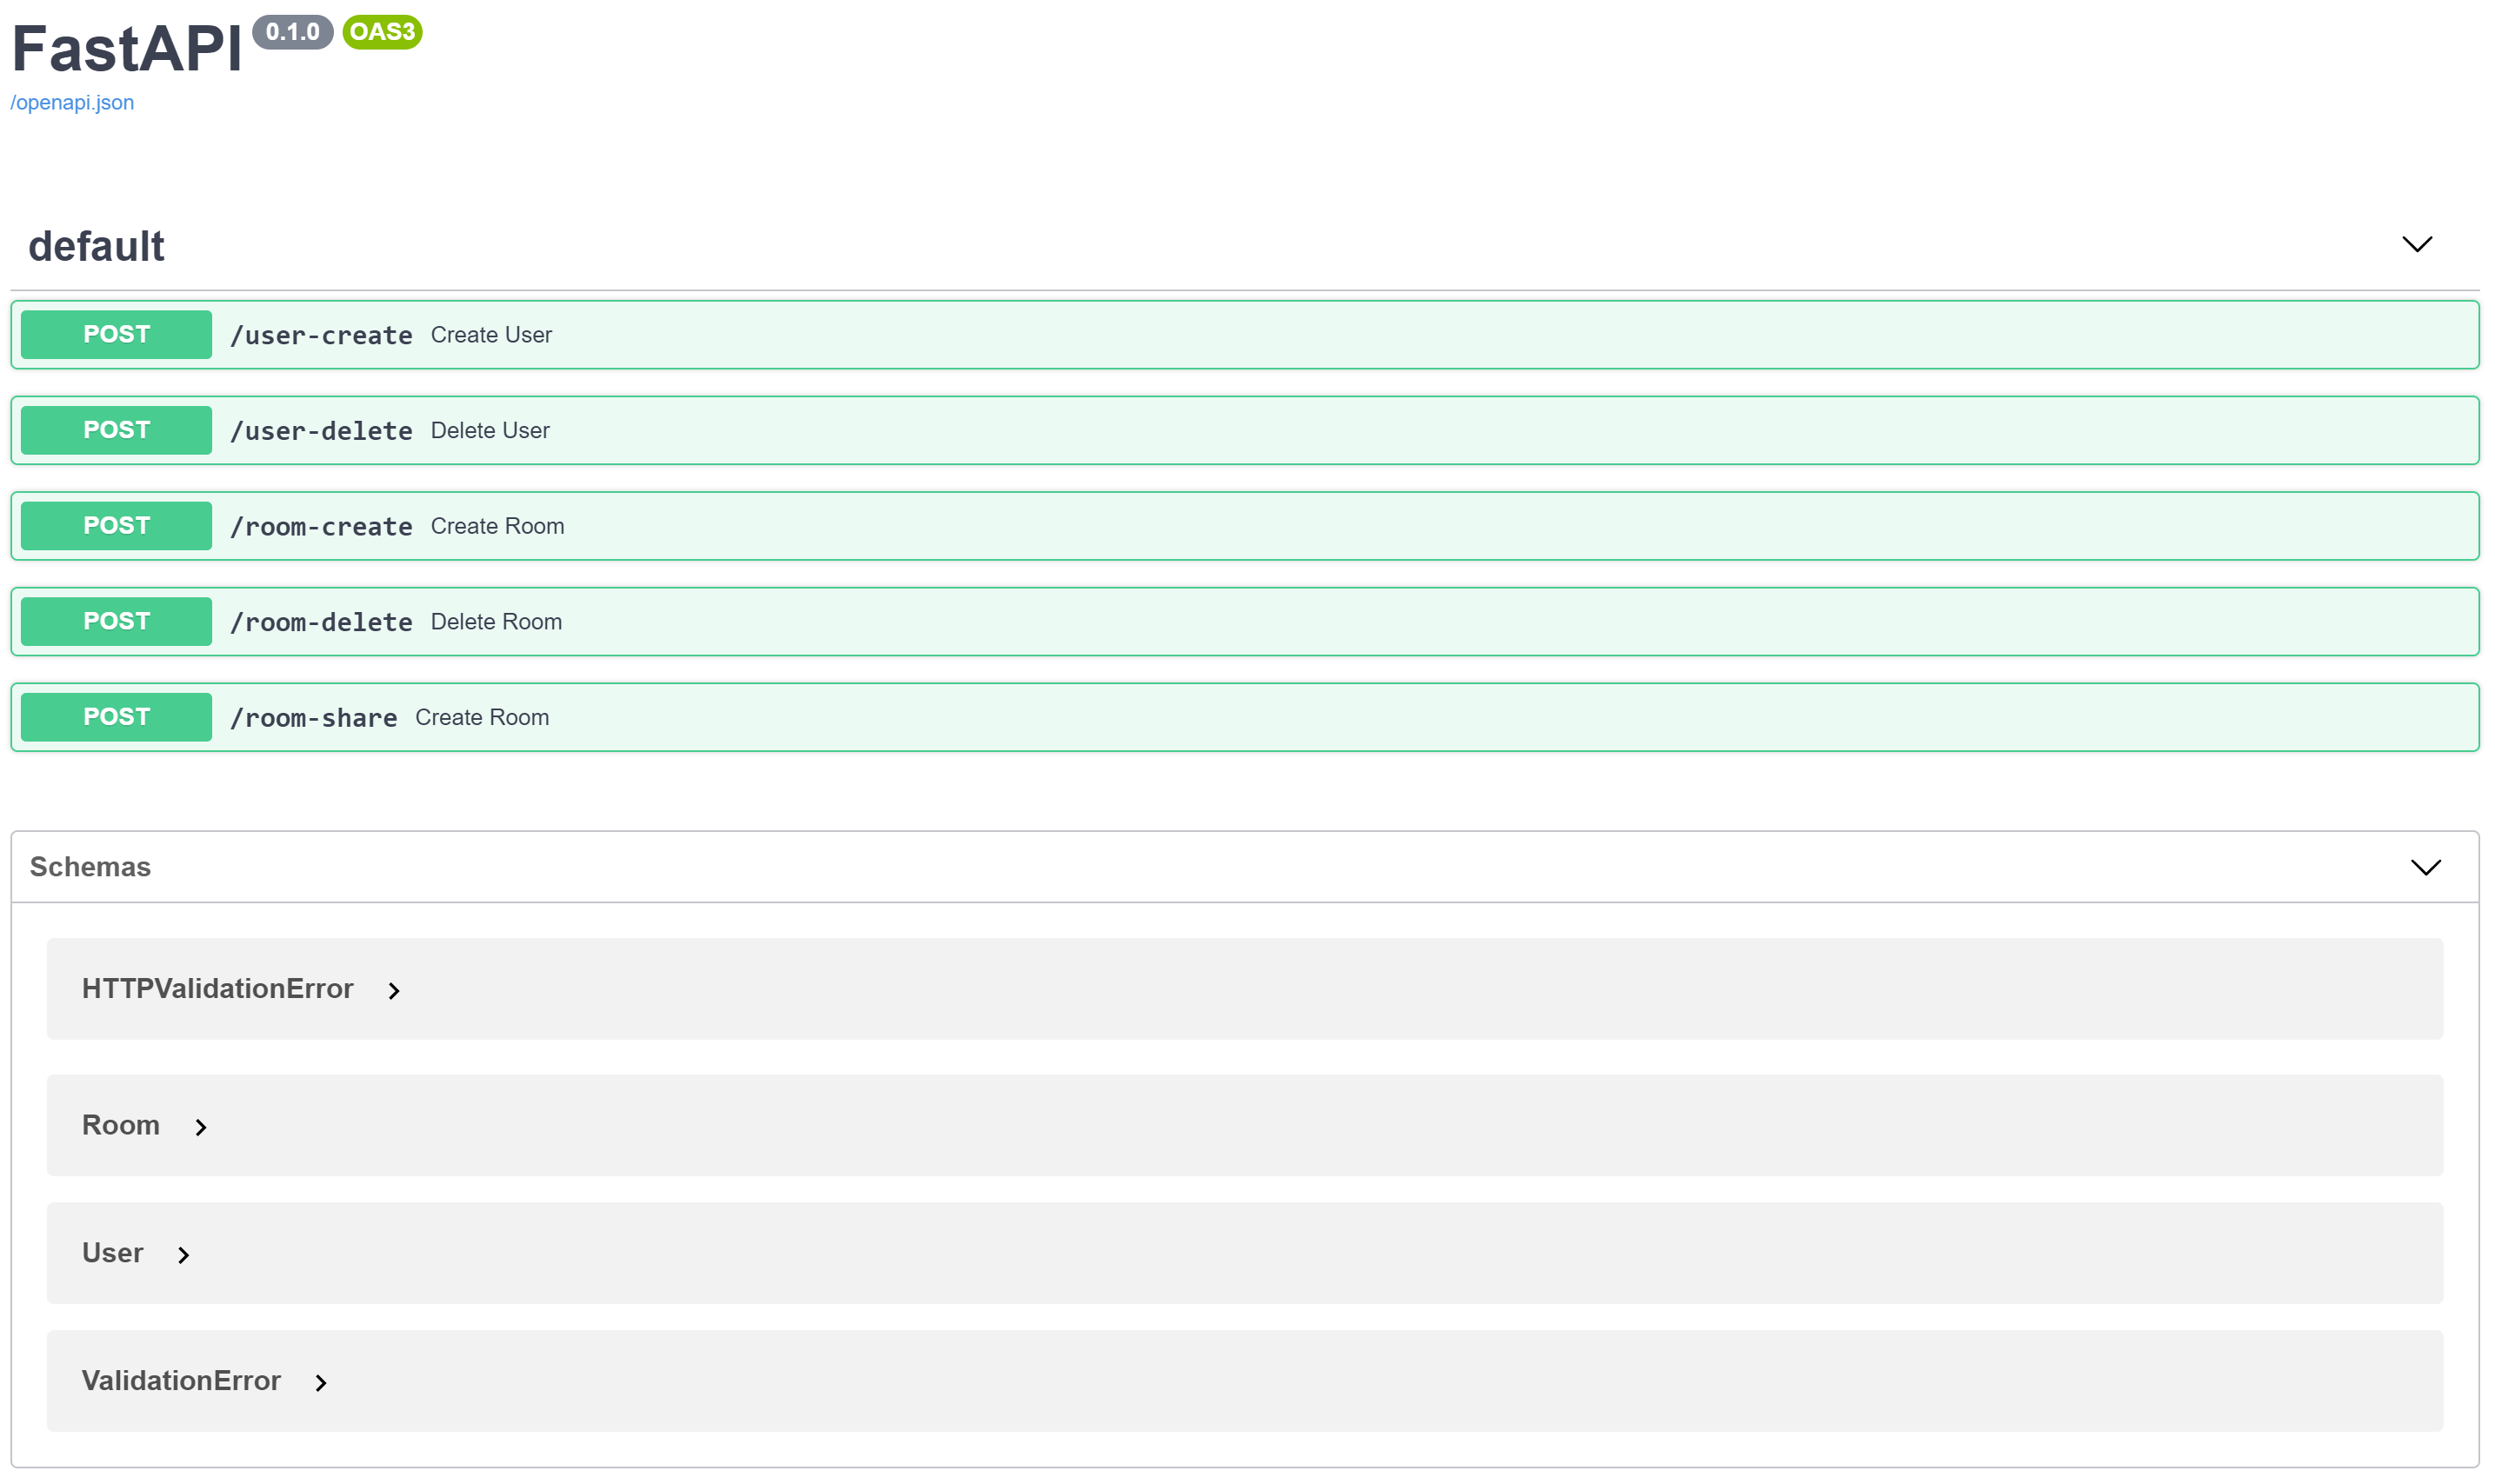 FastAPI 0.1.0 OAS3
/openapi.json
default
POST /user-create Create User
POST /user-delete Delete User
POST /room-create Create Room
POST /room-delete Delete Room
POST /room-share Create Room
Schemas
HTTPValidationError
Room
User
ValidationError